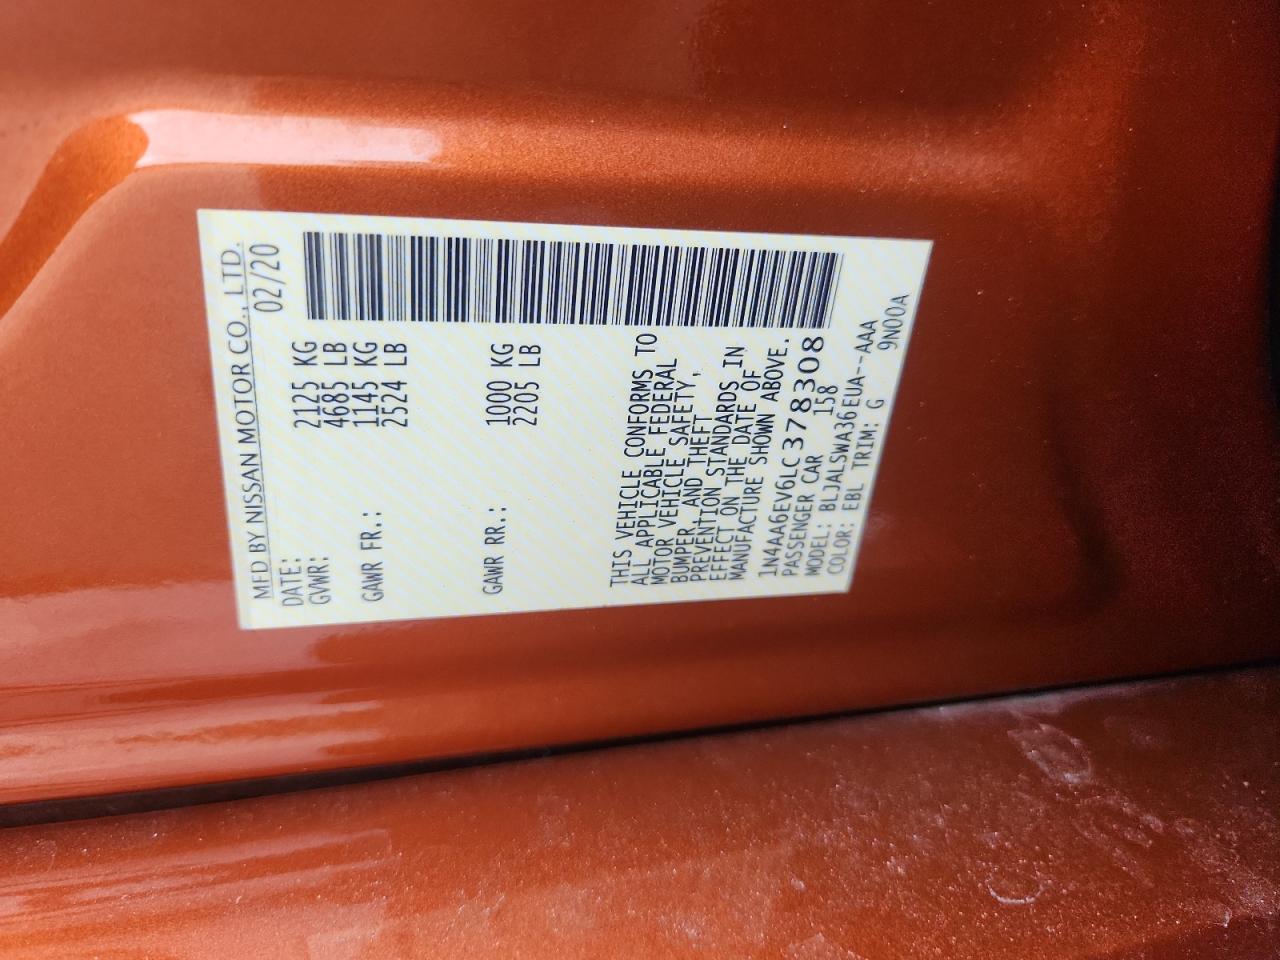 MFD BY NISSAN MOTOR CO., LTD.
DATE: 02/20
GVWR: 2125 KG
4685 LB
GAWR FR.: 1145 KG
2524 LB
GAWR RR.: 1000 KG
2205 LB
THIS VEHICLE CONFORMS TO
ALL APPLICABLE FEDERAL
MOTOR VEHICLE SAFETY,
BUMPER, AND THEFT
PREVENTION STANDARDS IN
EFFECT ON THE DATE OF
MANUFACTURE SHOWN ABOVE.
1N4AA6EV6LC378308
PASSENGER CAR 158
MODEL: BLJALSWA36EUA--AAA
COLOR: EBL TRIM: G 9N00A